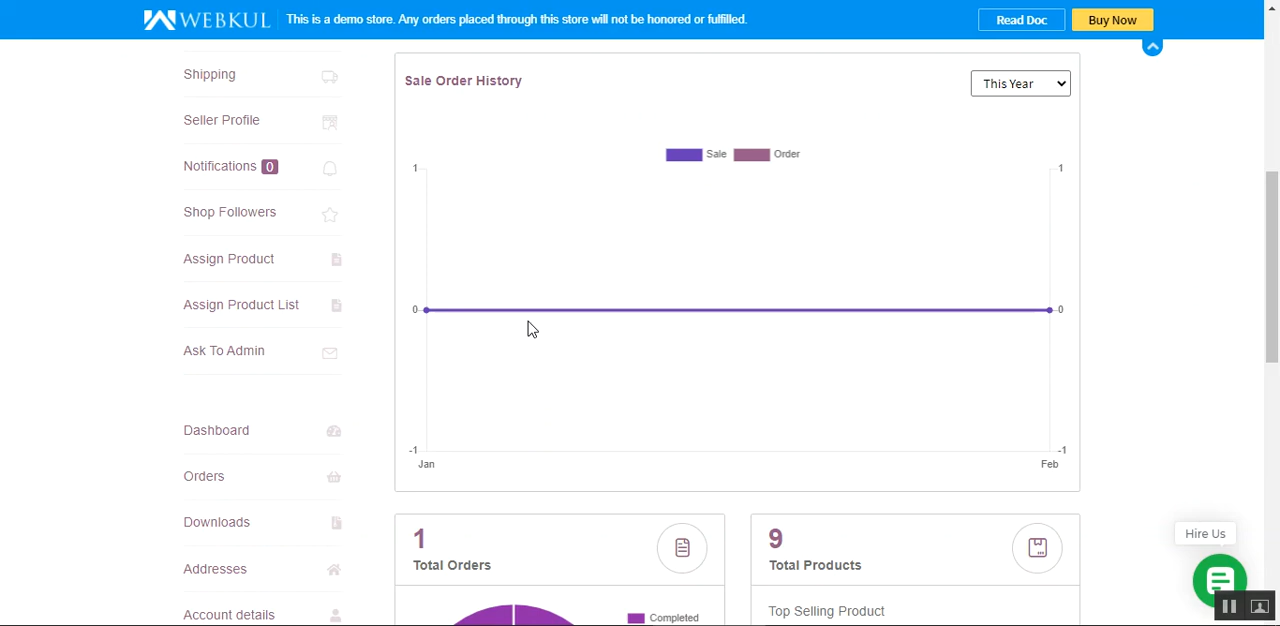 WEBKUL
This is a demo store. Any orders placed through this store will not be honored or fulfilled.
Read Doc
Buy Now
Shipping
Seller Profile
Notifications 0
Shop Followers
Assign Product
Assign Product List
Ask To Admin
Dashboard
Orders
Downloads
Addresses
Account details
Sale Order History
This Year
Sale
Order
1
1
0
0
-1
-1
Jan
Feb
1
Total Orders
Completed
9
Total Products
Top Selling Product
Hire Us